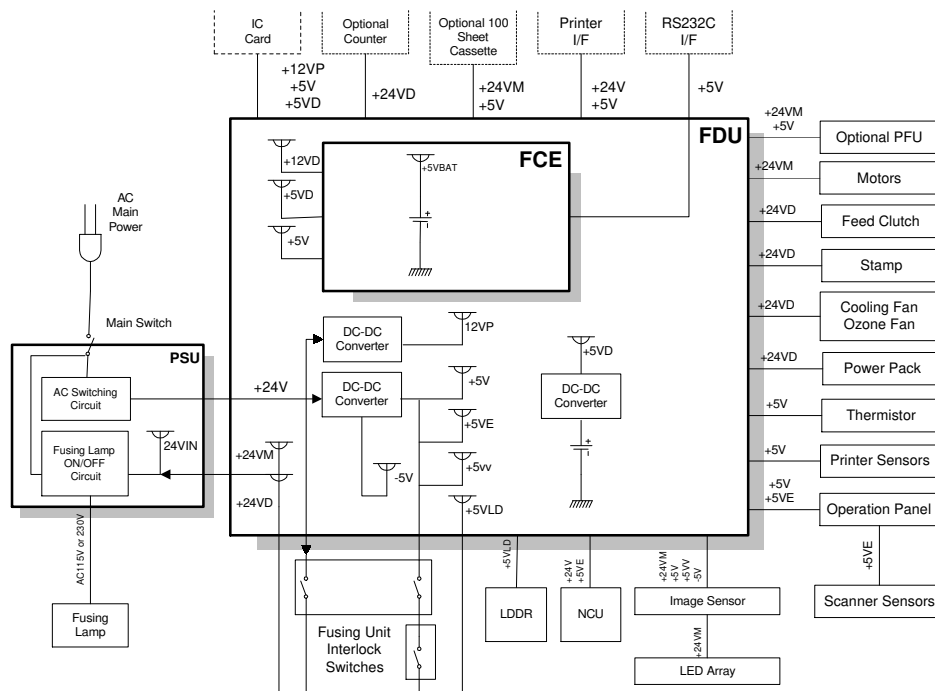 IC
Card
Optional
Counter
Optional 100
Sheet
Cassette
Printer
I/F
RS232C
I/F
+12VP
+5V
+5VD
+24VD
+24VM
+5V
+24V
+5V
+5V
FDU
FCE
+12VD
+5VD
+5V
+5VBAT
+
+24VM
+5V
Optional PFU
+24VM
Motors
+24VD
Feed Clutch
+24VD
Stamp
+24VD
Cooling Fan
Ozone Fan
+24VD
Power Pack
+5V
Thermistor
+5V
Printer Sensors
+5V
+5VE
Operation Panel
+5VE
Scanner Sensors
AC
Main
Power
Main Switch
PSU
AC Switching
Circuit
+24V
Fusing Lamp
ON/OFF
Circuit
24VIN
+24VM
+24VD
AC115V or 230V
Fusing
Lamp
DC-DC
Converter
12VP
DC-DC
Converter
+5V
+5VE
+5vv
-5V
+5VLD
+5VD
DC-DC
Converter
+
Fusing Unit
Interlock
Switches
+5VLD
LDDR
+24V
+5VE
NCU
+24VM
+5V
+5VV
-5V
Image Sensor
+24VM
LED Array